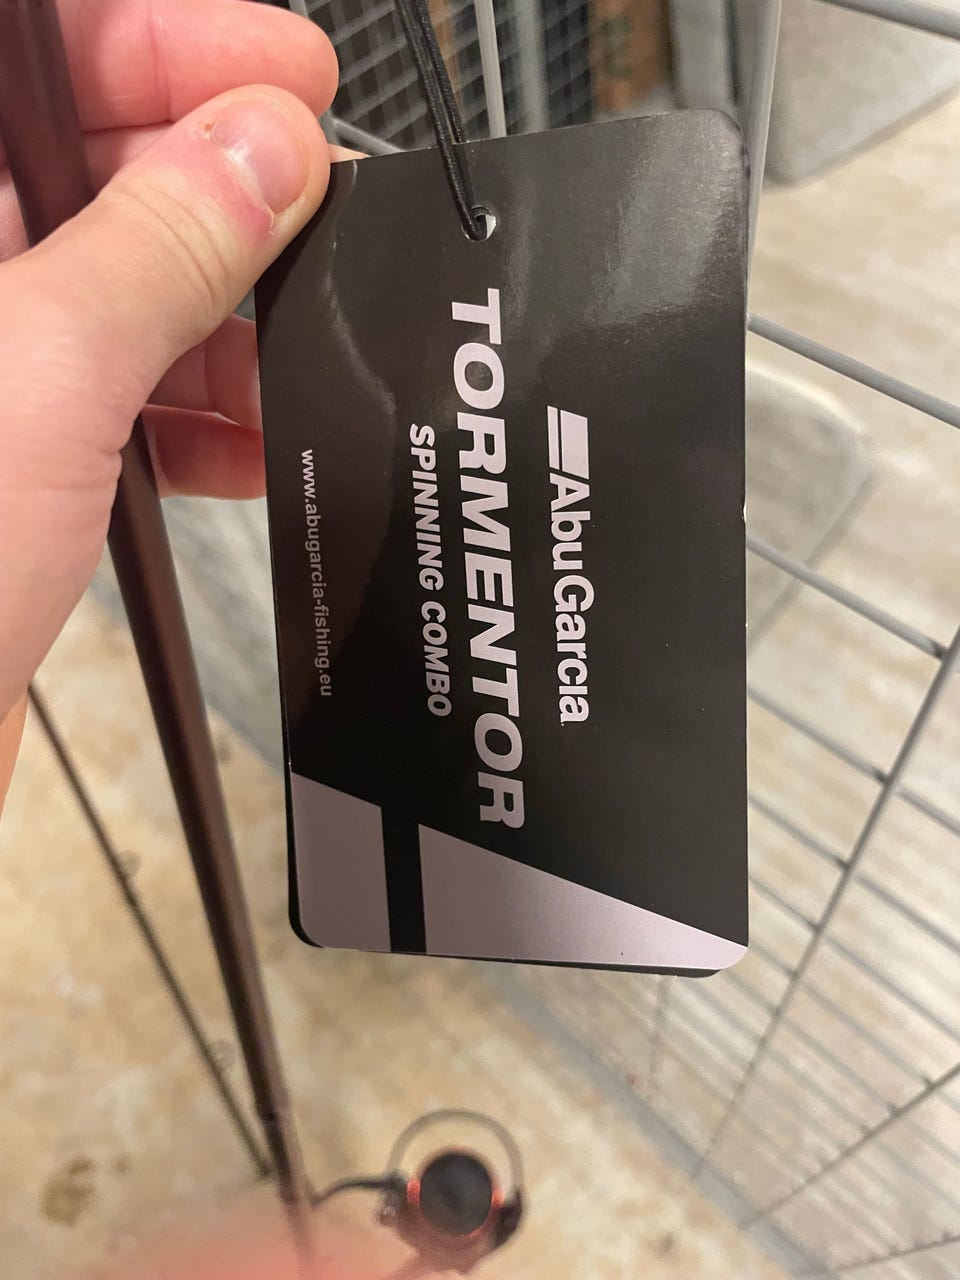 AbuGarcia
TORMENTOR
SPINNING COMBO
www.abugarcia-fishing.eu